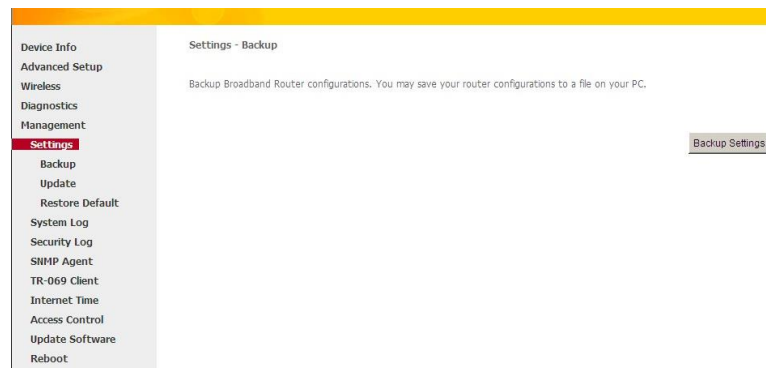 Device Info
Advanced Setup
Wireless
Diagnostics
Management
Settings
Backup
Update
Restore Default
System Log
Security Log
SNMP Agent
TR-069 Client
Internet Time
Access Control
Update Software
Reboot
Settings - Backup
Backup Broadband Router configurations. You may save your router configurations to a file on your PC.
Backup Settings